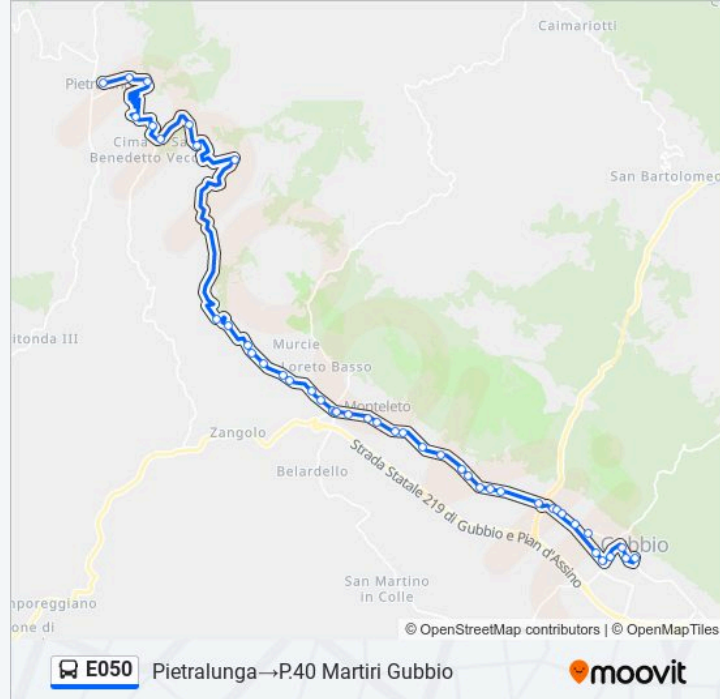 Caimariotti
Pietr
Cima Sa
Benedetto Vecc
San Bartolomeo
itonda III
Murcie
Loreto Basso
Monteleto
Zangolo
Belardello
Strada Statale 219 di Gubbio e Pian d'Assino
Gubbio
San Martino
in Colle
mporeggiano
one di
© OpenStreetMap contributors | © OpenMapTiles
E050 Pietralunga→P.40 Martiri Gubbio
moovit